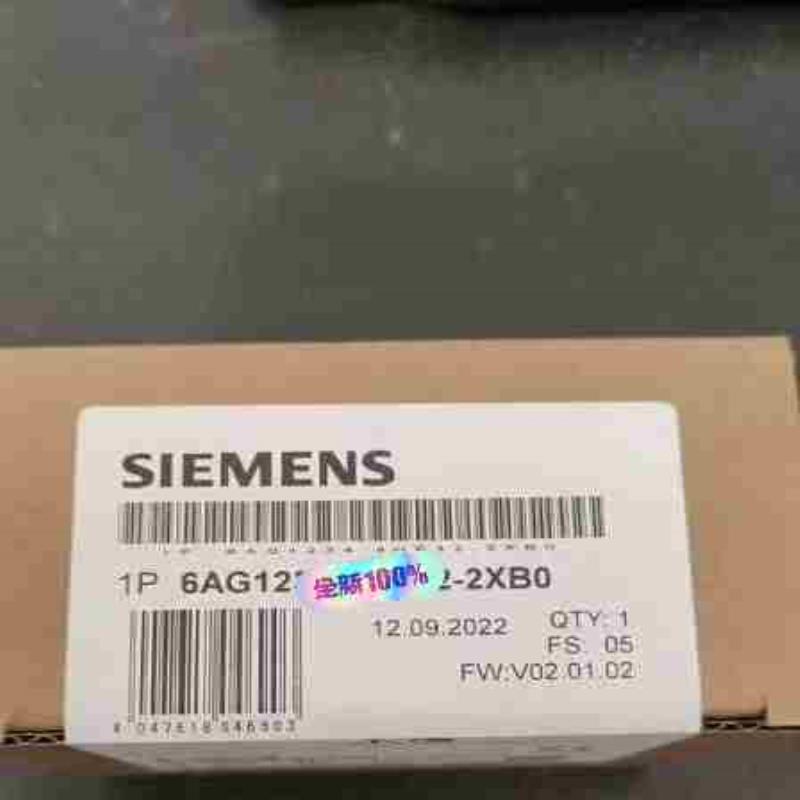 SIEMENS
1P 6AG12
全新100%
2-2XB0
12.09.2022
QTY: 1
FS: 05
FW:V02.01.02